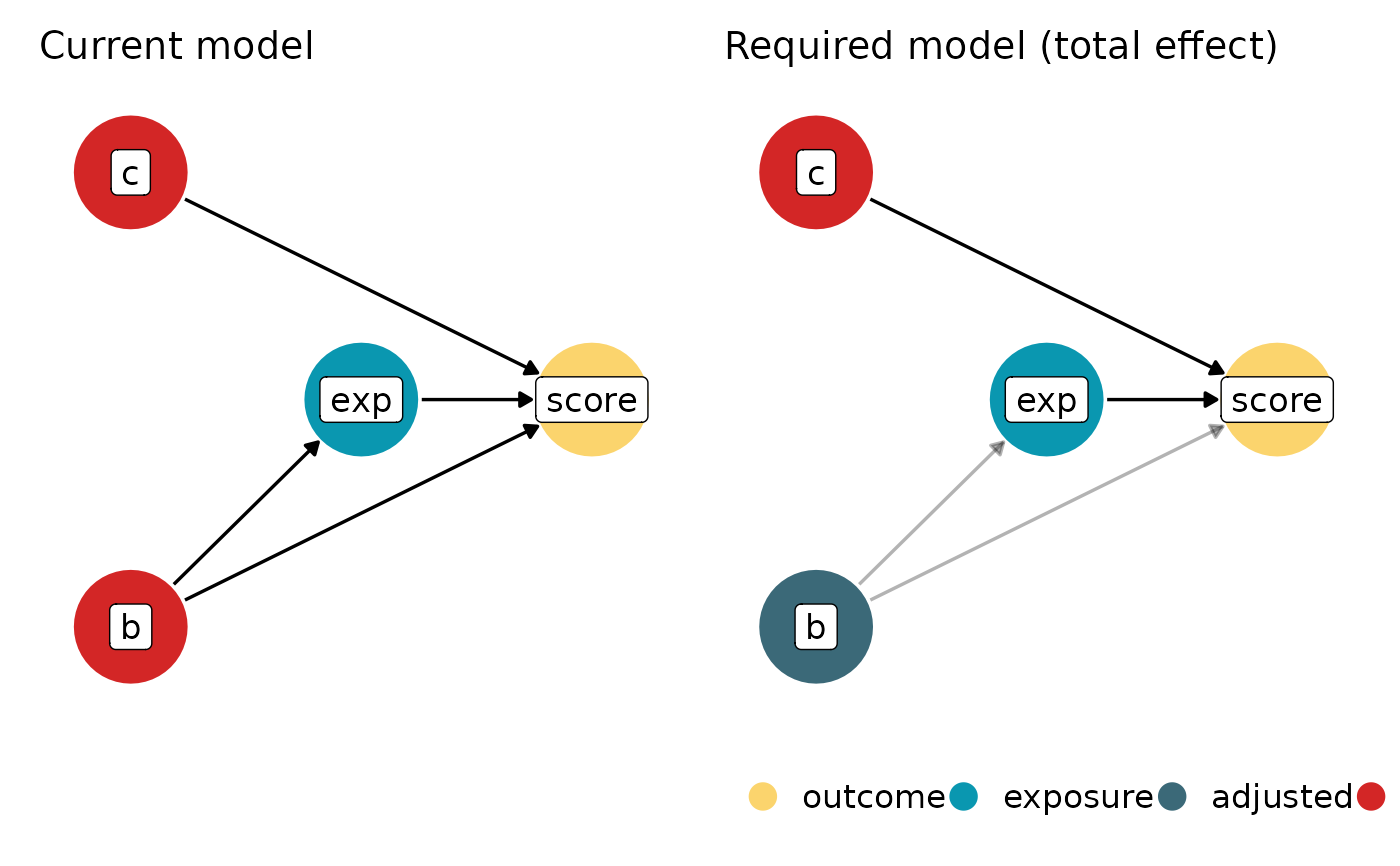 Current model
Required model (total effect)
c
c
exp
score
exp
score
b
b
outcome exposure adjusted